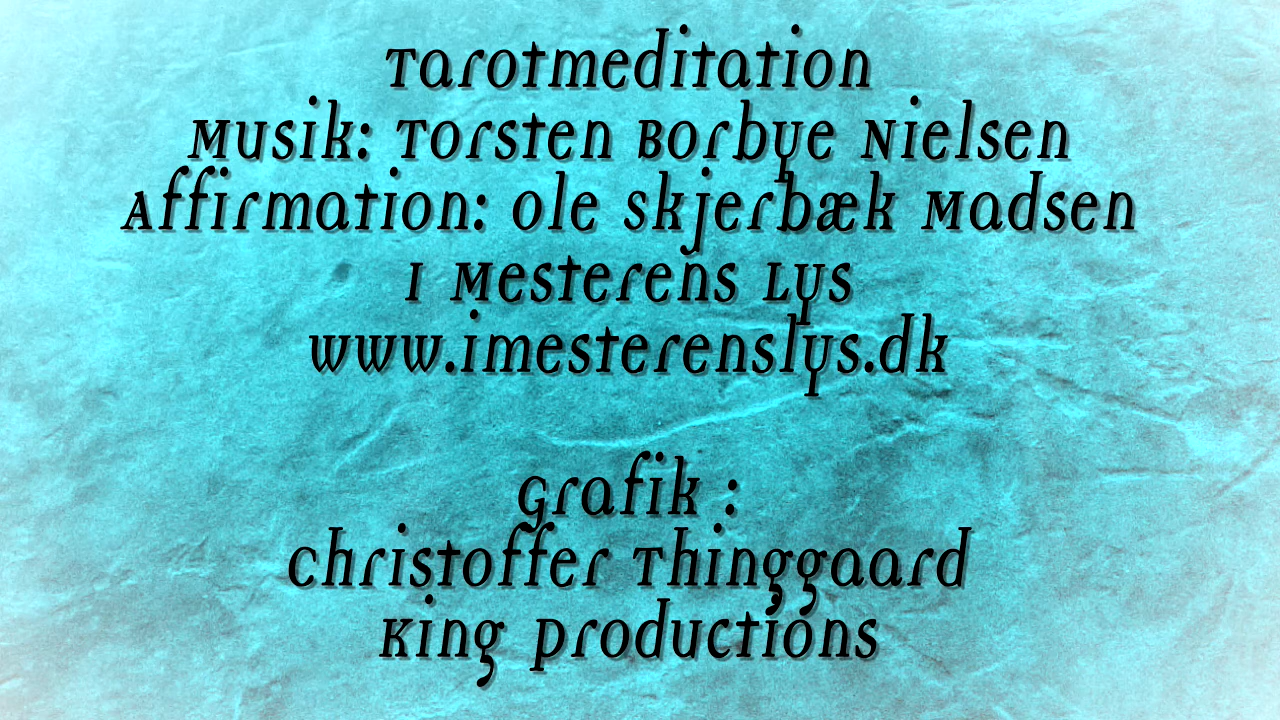 Tarotmeditation
Musik: Torsten Borbye Nielsen
Affirmation: Ole Skjerbæk Madsen
I Mesterens Lys
www.imesterenslys.dk
Grafik :
Christoffer Thinggaard
King Productions